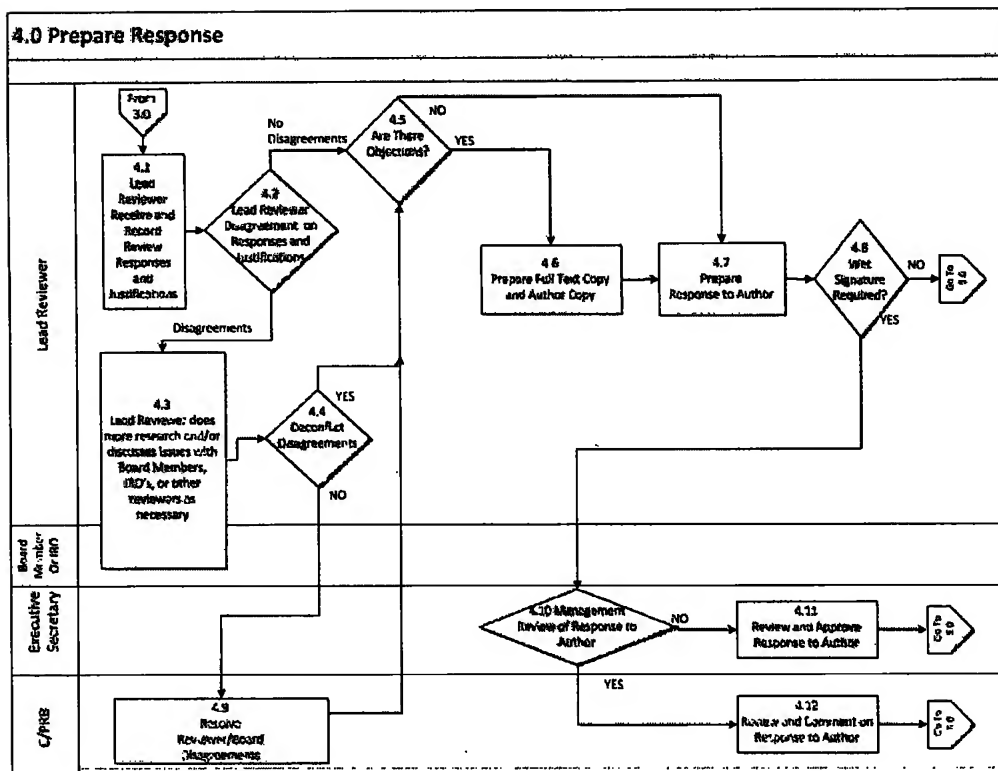 4.0 Prepare Response
Lead Reviewer
From
3.0
4.1
Lead
Reviewer
Receive and
Record
Review
Responses
and
Justifications
No
Disagreements
4.2
Lead Reviewer
Disagreement on
Responses and
Justifications
Disagreements
4.5
Are There
Objections?
NO
YES
4.6
Prepare Full Text Copy
and Author Copy
4.7
Prepare
Response to Author
4.8
Wet
Signature
Required?
NO
YES
Go To
4.3
Lead Reviewer does
more research and/or
discusses issues with
Board Members,
IRO's, or other
reviewers as
necessary
4.4
Deconflict
Disagreements
YES
NO
Board
Member
Or IRO
Executive
Secretary
4.10 Management
Review of Response to
Author
NO
YES
4.11
Review and Approve
Response to Author
Go To
C/PRB
4.9
Resolve
Reviewer/Board
Disagreements
4.12
Review and Comment on
Response to Author
Go To